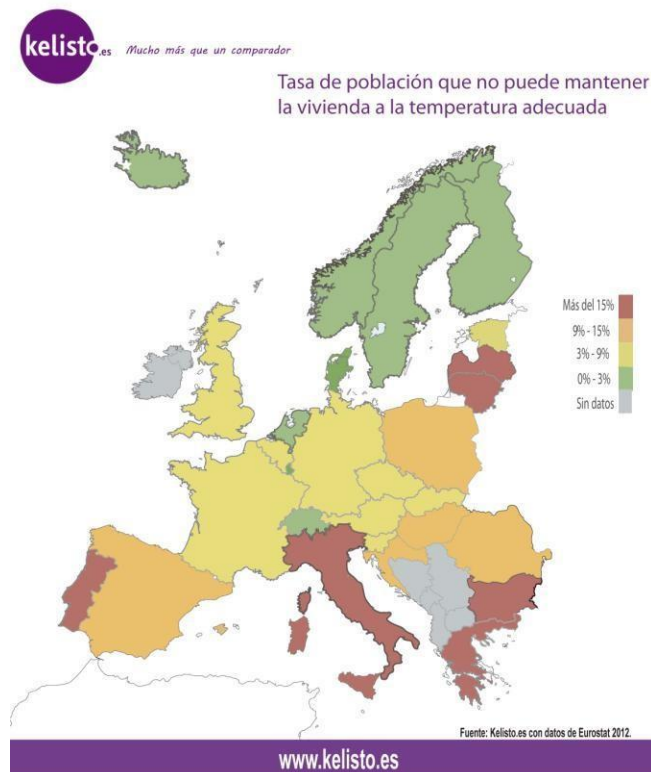 kelisto.es Mucho más que un comparador
Tasa de población que no puede mantener
la vivienda a la temperatura adecuada
Más del 15%
9% - 15%
3% - 9%
0% - 3%
Sin datos
Fuente: Kelisto.es con datos de Eurostat 2012.
www.kelisto.es